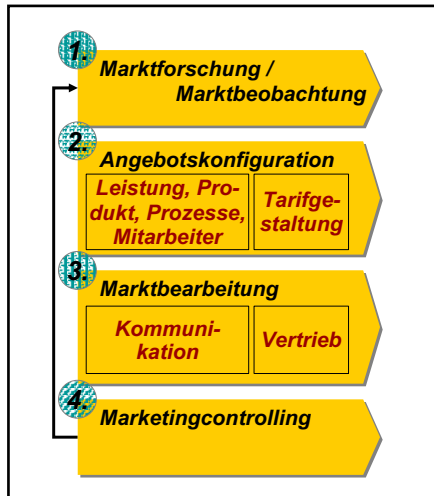 1.
Marktforschung /
Marktbeobachtung
2.
Angebotskonfiguration
Leistung, Pro-
dukt, Prozesse,
Mitarbeiter
Tarifge-
staltung
3.
Marktbearbeitung
Kommuni-
kation
Vertrieb
4.
Marketingcontrolling